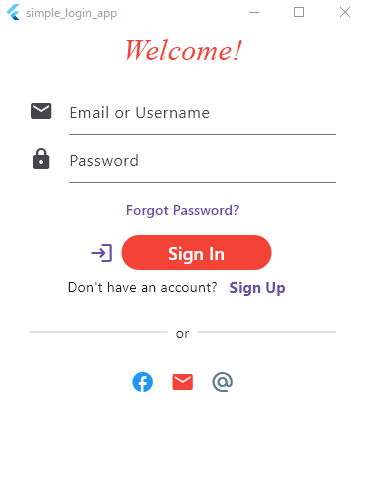 simple_login_app
Welcome!
Email or Username
Password
Forgot Password?
Sign In
Don't have an account? Sign Up
or